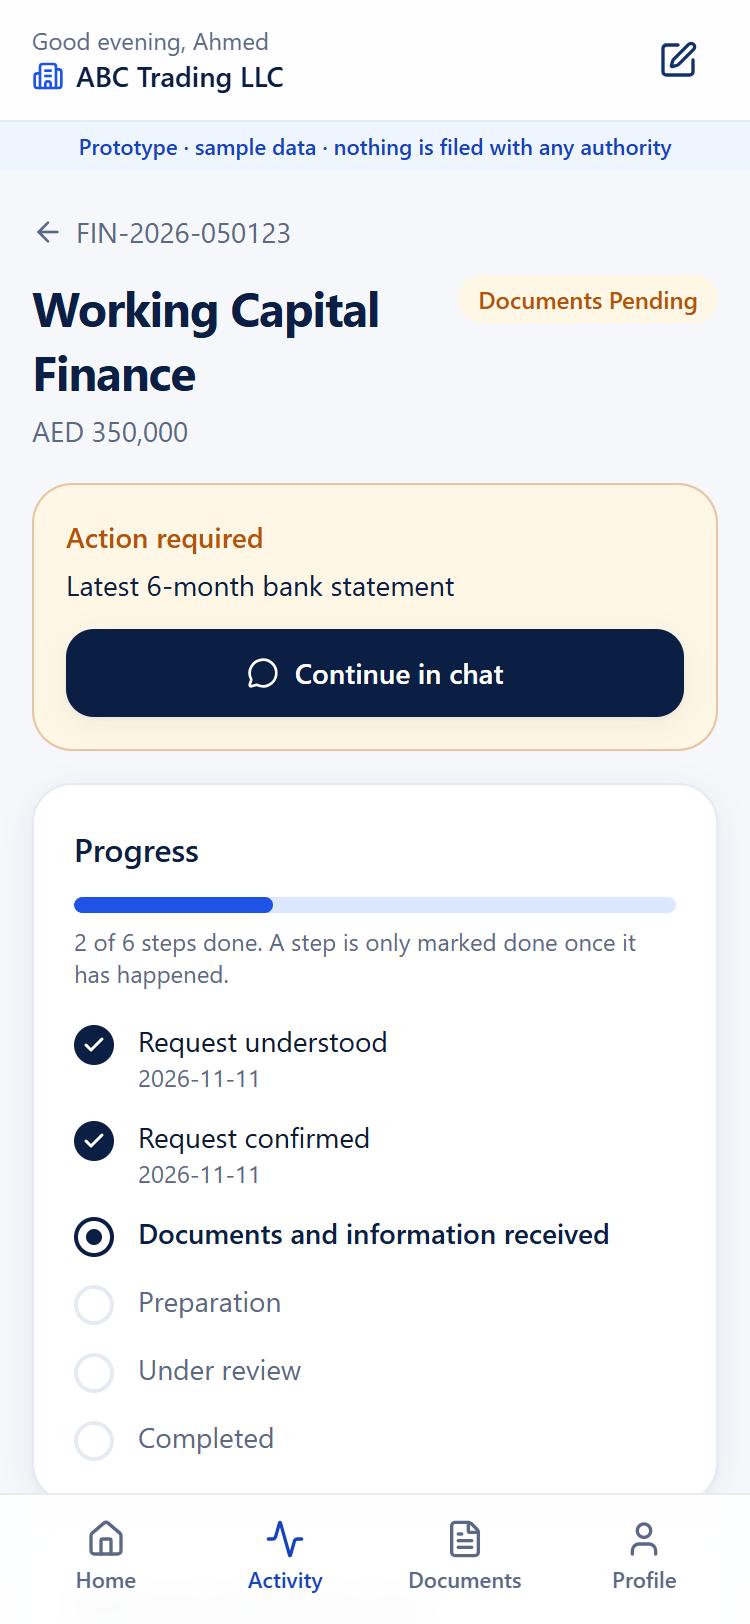 Good evening, Ahmed
ABC Trading LLC
Prototype · sample data · nothing is filed with any authority
FIN-2026-050123
Working Capital
Finance
Documents Pending
AED 350,000
Action required
Latest 6-month bank statement
Continue in chat
Progress
2 of 6 steps done. A step is only marked done once it
has happened.
Request understood
2026-11-11
Request confirmed
2026-11-11
Documents and information received
Preparation
Under review
Completed
Home
Activity
Documents
Profile